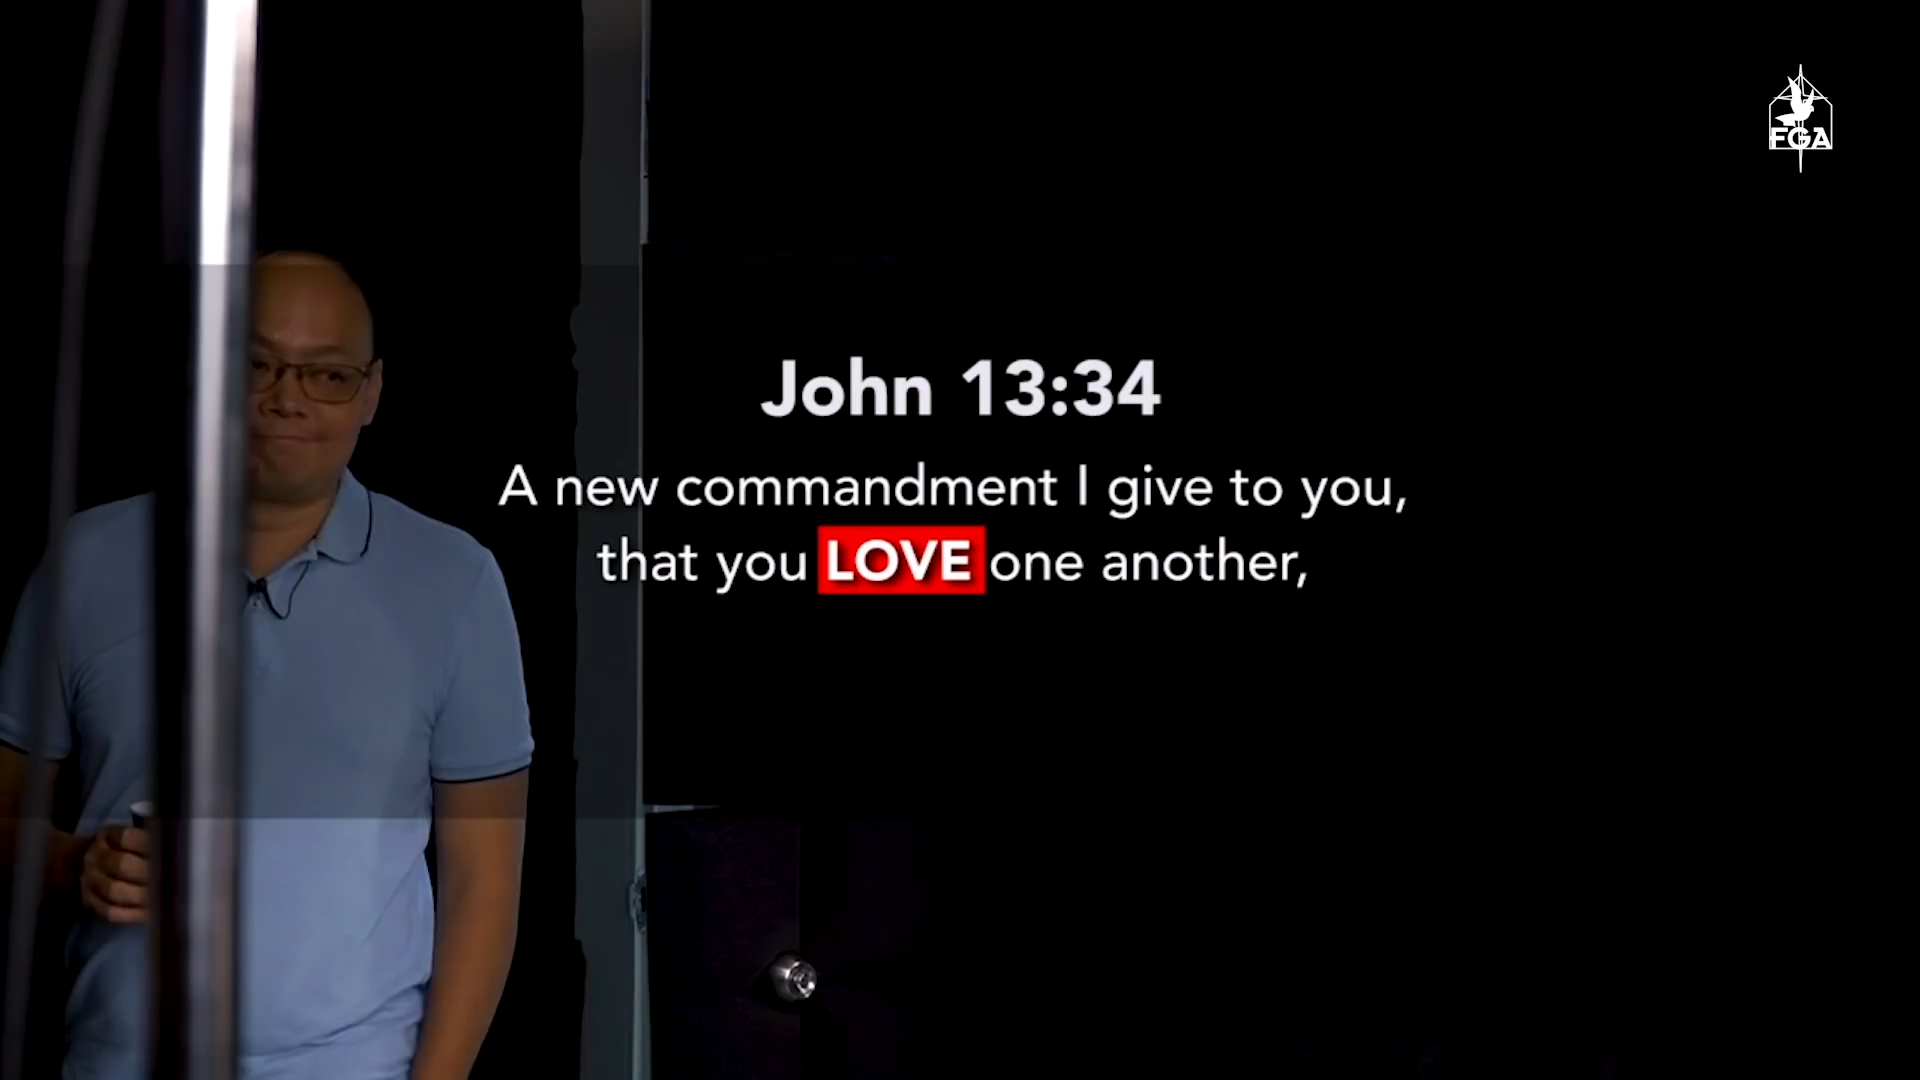 FGA
John 13:34
A new commandment I give to you,
that you LOVE one another,